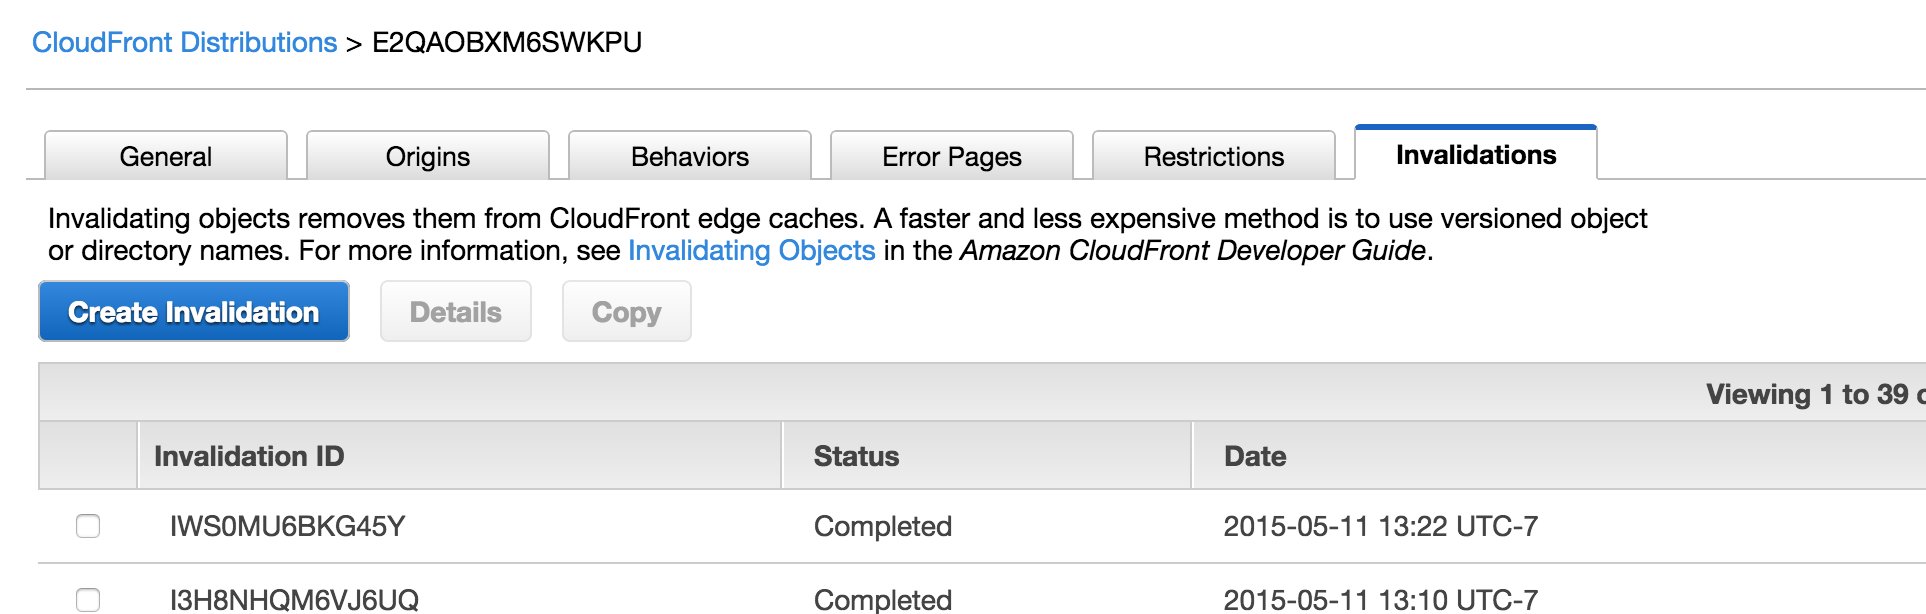 CloudFront Distributions > E2QAOBXM6SWKPU
General Origins Behaviors Error Pages Restrictions Invalidations
Invalidating objects removes them from CloudFront edge caches. A faster and less expensive method is to use versioned object
or directory names. For more information, see Invalidating Objects in the Amazon CloudFront Developer Guide.
Create Invalidation Details Copy
Viewing 1 to 39
Invalidation ID Status Date
IWS0MU6BKG45Y Completed 2015-05-11 13:22 UTC-7
I3H8NHQM6VJ6UQ Completed 2015-05-11 13:10 UTC-7